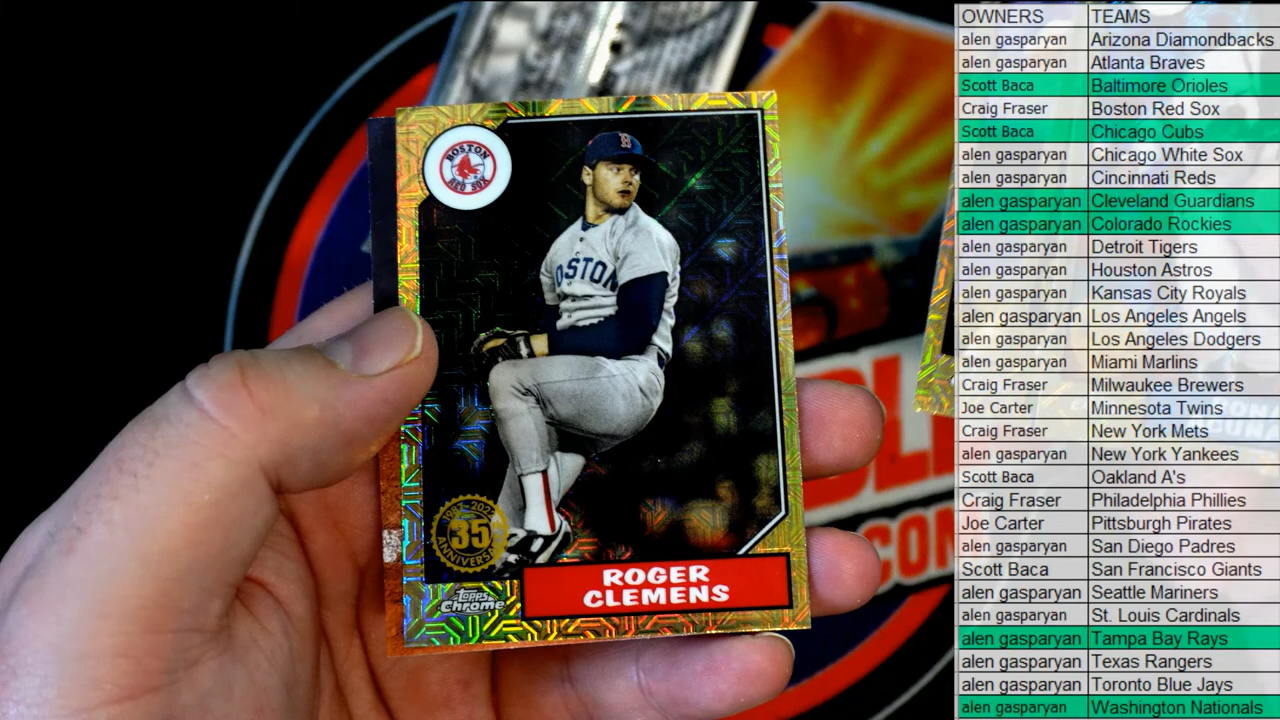 BOSTON
RED SOX
B
OSTON
35
ANNIVERS
Topps
Chrome
ROGER
CLEMENS
CON
OWNERS TEAMS
alen gasparyan Arizona Diamondbacks
alen gasparyan Atlanta Braves
Scott Baca Baltimore Orioles
Craig Fraser Boston Red Sox
Scott Baca Chicago Cubs
alen gasparyan Chicago White Sox
alen gasparyan Cincinnati Reds
alen gasparyan Cleveland Guardians
alen gasparyan Colorado Rockies
alen gasparyan Detroit Tigers
alen gasparyan Houston Astros
alen gasparyan Kansas City Royals
alen gasparyan Los Angeles Angels
alen gasparyan Los Angeles Dodgers
alen gasparyan Miami Marlins
Craig Fraser Milwaukee Brewers
Joe Carter Minnesota Twins
Craig Fraser New York Mets
alen gasparyan New York Yankees
Scott Baca Oakland A's
Craig Fraser Philadelphia Phillies
Joe Carter Pittsburgh Pirates
alen gasparyan San Diego Padres
Scott Baca San Francisco Giants
alen gasparyan Seattle Mariners
alen gasparyan St. Louis Cardinals
alen gasparyan Tampa Bay Rays
alen gasparyan Texas Rangers
alen gasparyan Toronto Blue Jays
alen gasparyan Washington Nationals